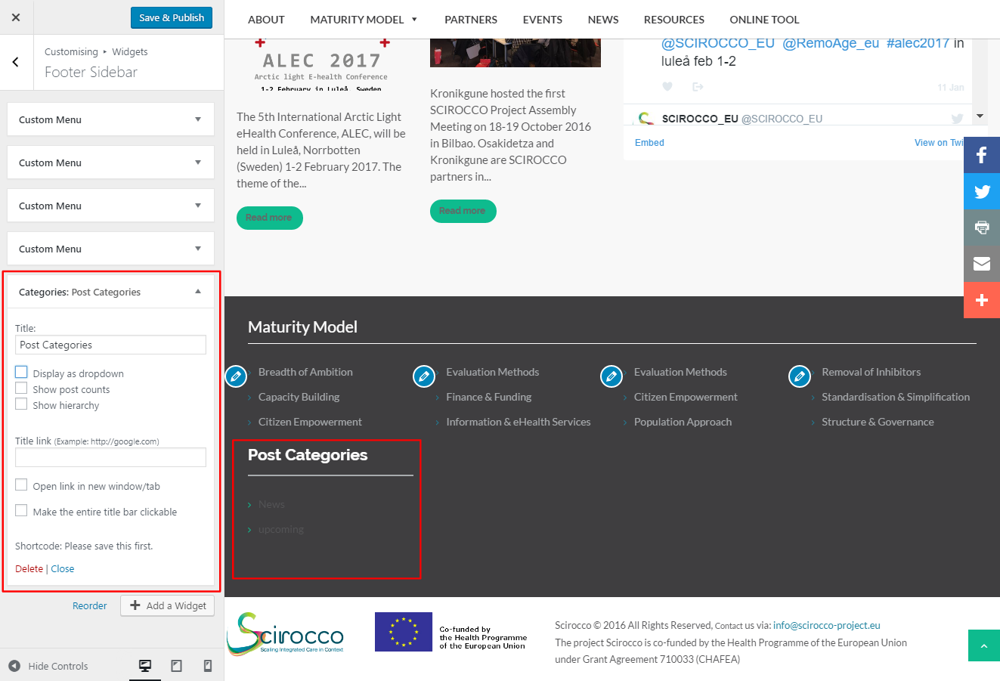 Save & Publish
Customising ▸ Widgets
Footer Sidebar
Custom Menu
Custom Menu
Custom Menu
Custom Menu
Categories: Post Categories
Title:
Post Categories
Display as dropdown
Show post counts
Show hierarchy
Title link (Example: http://google.com)
Open link in new window/tab
Make the entire title bar clickable
Shortcode: Please save this first.
Delete | Close
Reorder
Add a Widget
Hide Controls
ABOUT MATURITY MODEL PARTNERS EVENTS NEWS RESOURCES ONLINE TOOL
ALEC 2017
Arctic light E-health Conference
1-2 February in Luleå, Sweden
The 5th International Arctic Light
eHealth Conference, ALEC, will be
held in Luleå, Norrbotten
(Sweden) 1-2 February 2017. The
theme of the...
Read more
Kronikgune hosted the first
SCIROCCO Project Assembly
Meeting on 18-19 October 2016
in Bilbao. Osakidetza and
Kronikgune are SCIROCCO
partners in...
Read more
@SCIROCCO_EU @RemoAge_eu #alec2017 in
luleå feb 1-2
11 Jan
SCIROCCO_EU @SCIROCCO_EU
Embed
View on Twi
Maturity Model
Breadth of Ambition
Capacity Building
Citizen Empowerment
Evaluation Methods
Finance & Funding
Information & eHealth Services
Evaluation Methods
Citizen Empowerment
Population Approach
Removal of Inhibitors
Standardisation & Simplification
Structure & Governance
Post Categories
News
upcoming
Scirocco
Scaling Integrated Care in Context
Co-funded by
the Health Programme
of the European Union
Scirocco © 2016 All Rights Reserved, Contact us via: info@scirocco-project.eu
The project Scirocco is co-funded by the Health Programme of the European Union
under Grant Agreement 710033 (CHAFEA)